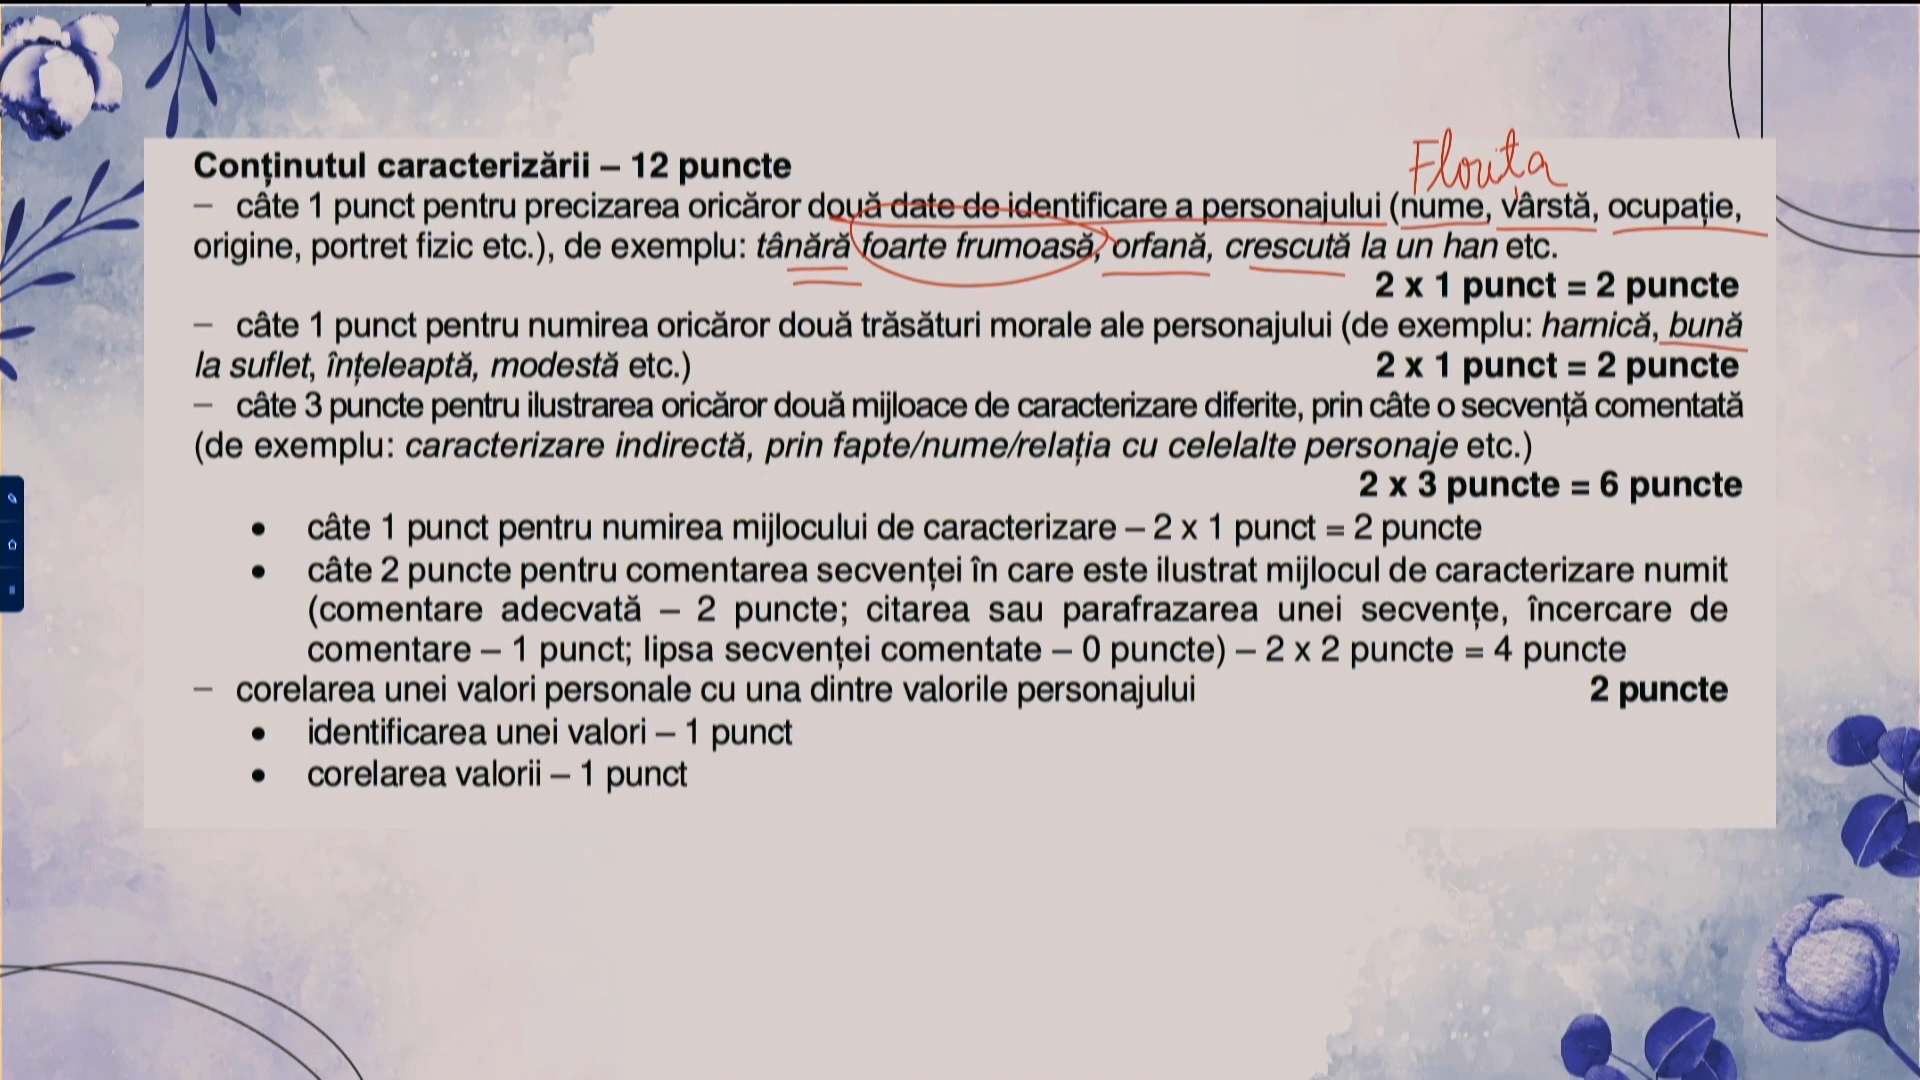 Florița
Conținutul caracterizării – 12 puncte
– câte 1 punct pentru precizarea oricăror două date de identificare a personajului (nume, vârstă, ocupație,
origine, portret fizic etc.), de exemplu: tânără foarte frumoasă, orfană, crescută la un han etc.
2 x 1 punct = 2 puncte
– câte 1 punct pentru numirea oricăror două trăsături morale ale personajului (de exemplu: harnică, bună
la suflet, înțeleaptă, modestă etc.) 2 x 1 punct = 2 puncte
– câte 3 puncte pentru ilustrarea oricăror două mijloace de caracterizare diferite, prin câte o secvență comentată
(de exemplu: caracterizare indirectă, prin fapte/nume/relația cu celelalte personaje etc.)
2 x 3 puncte = 6 puncte
• câte 1 punct pentru numirea mijlocului de caracterizare – 2 x 1 punct = 2 puncte
• câte 2 puncte pentru comentarea secvenței în care este ilustrat mijlocul de caracterizare numit
(comentare adecvată – 2 puncte; citarea sau parafrazarea unei secvențe, încercare de
comentare – 1 punct; lipsa secvenței comentate – 0 puncte) – 2 x 2 puncte = 4 puncte
– corelarea unei valori personale cu una dintre valorile personajului 2 puncte
• identificarea unei valori – 1 punct
• corelarea valorii – 1 punct